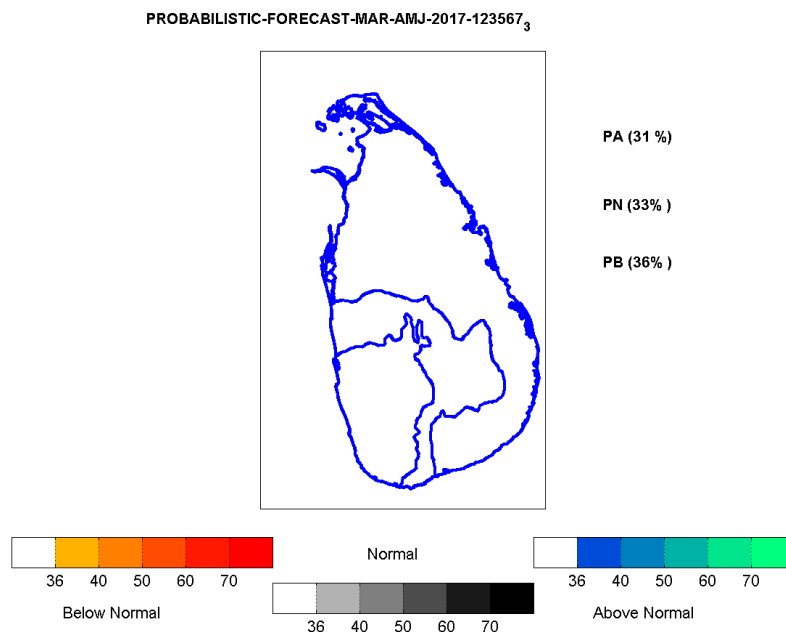 PROBABILISTIC-FORECAST-MAR-AMJ-2017-123567₃
PA (31 %)
PN (33% )
PB (36% )
Normal
36 40 50 60 70
36 40 50 60 70
Below Normal
Above Normal
36 40 50 60 70